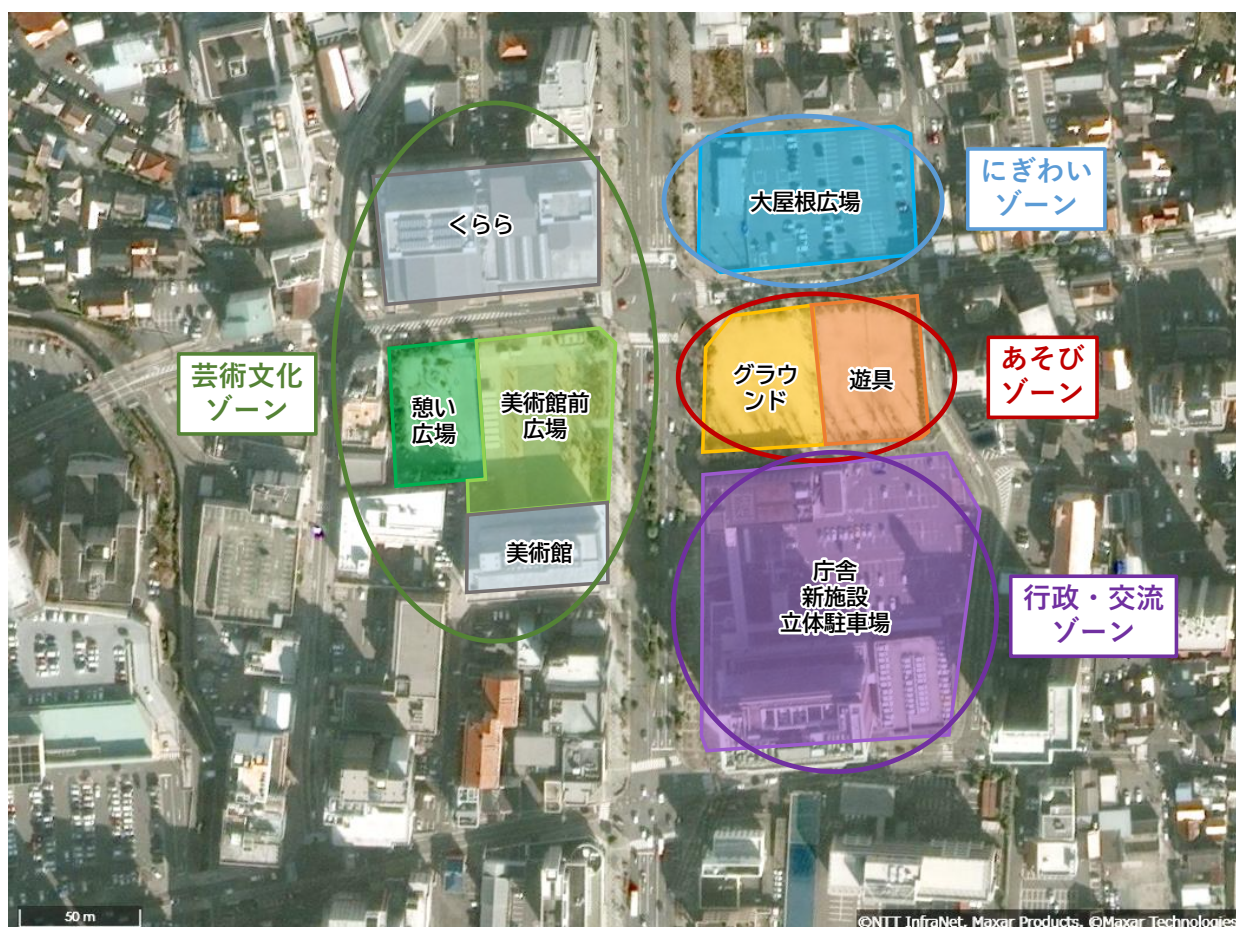 にぎわい
ゾーン
大屋根広場
くらら
芸術文化
ゾーン
憩い
広場
美術館前
広場
グラウ
ンド
遊具
あそび
ゾーン
美術館
庁舎
新施設
立体駐車場
行政・交流
ゾーン
50 m
©NTT InfraNet, Maxar Products, ©Maxar Technologies